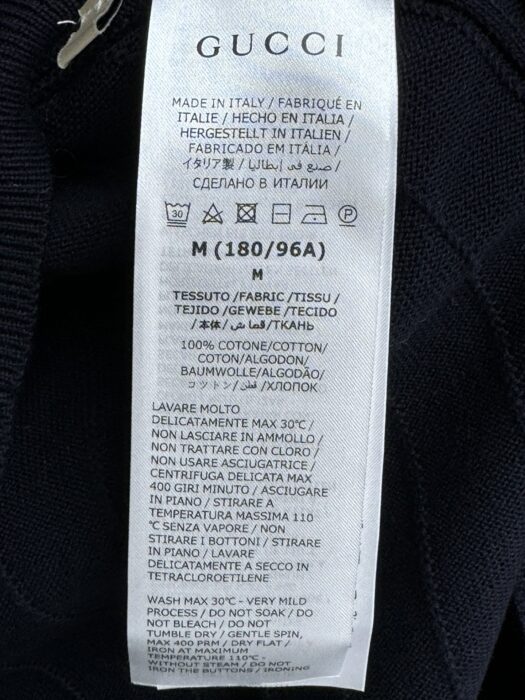 GUCCI
MADE IN ITALY / FABRIQUÉ EN
ITALIE / HECHO EN ITALIA /
HERGESTELLT IN ITALIEN /
FABRICADO EM ITÁLIA /
イタリア製 / صنع في إيطاليا /
СДЕЛАНО В ИТАЛИИ
30 P
M (180/96A)
M
TESSUTO /FABRIC /TISSU /
TEJIDO /GEWEBE /TECIDO
/ 本体 / قماش /ТКАНЬ
100% COTONE/COTTON/
COTON/ALGODON/
BAUMWOLLE/ALGODÃO/
コットン/ قطن /ХЛОПОК
LAVARE MOLTO
DELICATAMENTE MAX 30°C /
NON LASCIARE IN AMMOLLO /
NON TRATTARE CON CLORO /
NON USARE ASCIUGATRICE /
CENTRIFUGA DELICATA MAX
400 GIRI MINUTO / ASCIUGARE
IN PIANO / STIRARE A
TEMPERATURA MASSIMA 110
°C SENZA VAPORE / NON
STIRARE I BOTTONI / STIRARE
IN PIANO / LAVARE
DELICATAMENTE A SECCO IN
TETRACLOROETILENE
WASH MAX 30°C - VERY MILD
PROCESS / DO NOT SOAK / DO
NOT BLEACH / DO NOT
TUMBLE DRY / GENTLE SPIN,
MAX 400 PRM / DRY FLAT /
IRON AT MAXIMUM
TEMPERATURE 110°C -
WITHOUT STEAM / DO NOT
IRON THE BUTTONS / IRONING